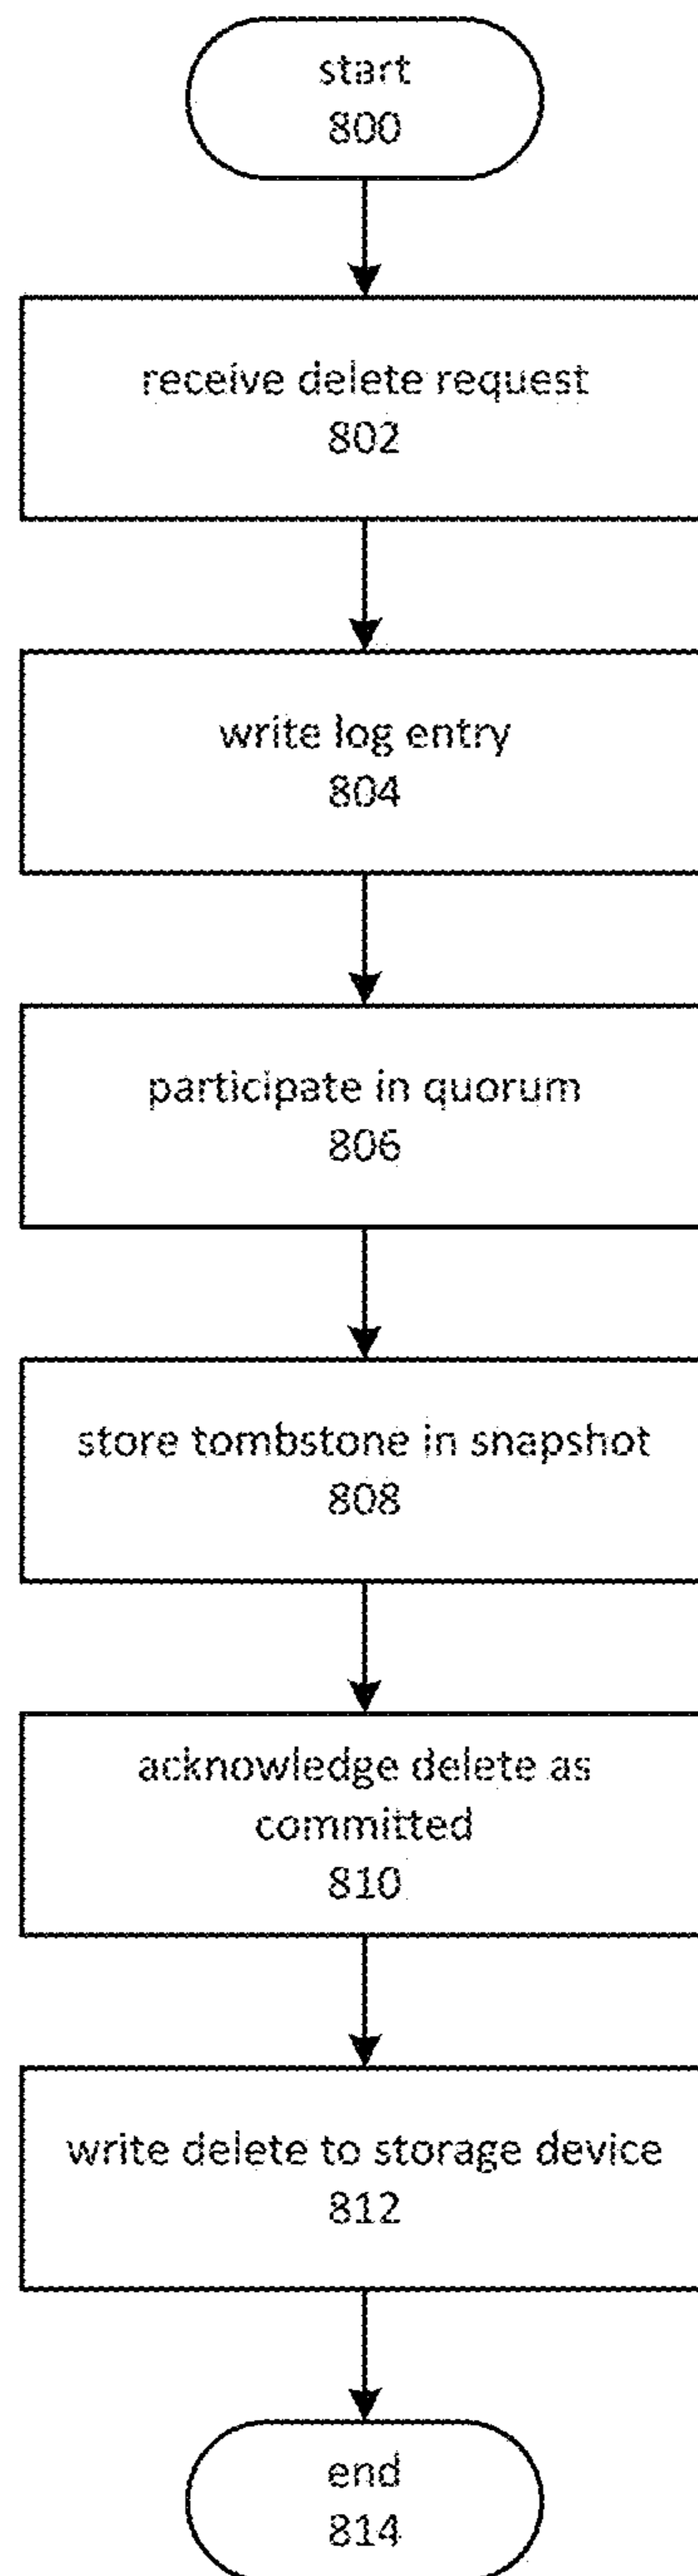 start
800
receive delete request
802
write log entry
804
participate in quorum
806
store tombstone in snapshot
808
acknowledge delete as
committed
810
write delete to storage device
812
end
814